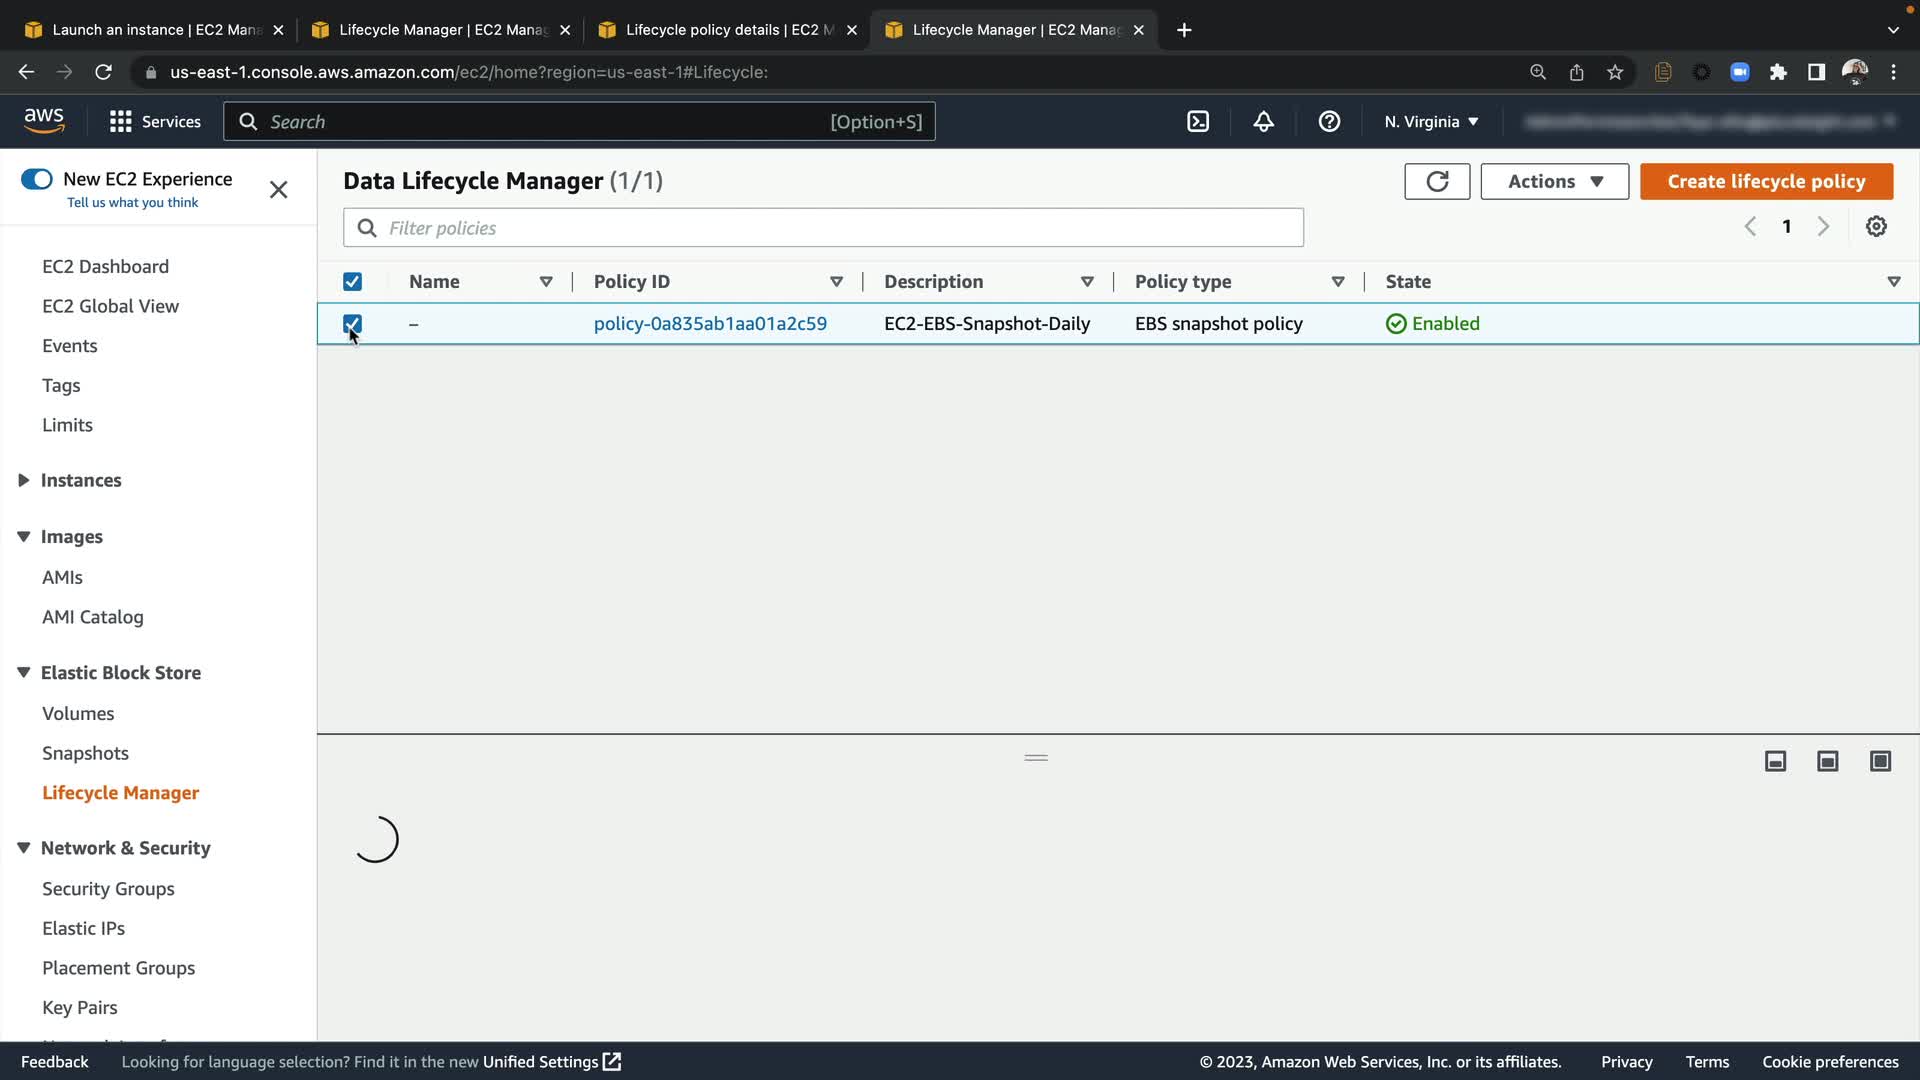 Launch an instance | EC2 Mana
Lifecycle Manager | EC2 Manag
Lifecycle policy details | EC2 M
Lifecycle Manager | EC2 Manag
us-east-1.console.aws.amazon.com/ec2/home?region=us-east-1#Lifecycle:
aws
Services
Search
[Option+S]
N. Virginia
New EC2 Experience
Tell us what you think
EC2 Dashboard
EC2 Global View
Events
Tags
Limits
Instances
Images
AMIs
AMI Catalog
Elastic Block Store
Volumes
Snapshots
Lifecycle Manager
Network & Security
Security Groups
Elastic IPs
Placement Groups
Key Pairs
Data Lifecycle Manager (1/1)
Actions
Create lifecycle policy
Filter policies
1
Name Policy ID Description Policy type State
– policy-0a835ab1aa01a2c59 EC2-EBS-Snapshot-Daily EBS snapshot policy Enabled
Feedback Looking for language selection? Find it in the new Unified Settings © 2023, Amazon Web Services, Inc. or its affiliates. Privacy Terms Cookie preferences